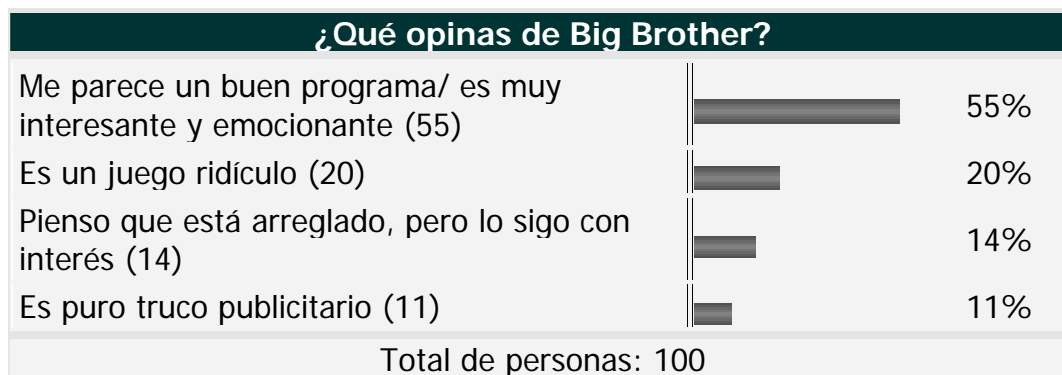 ¿Qué opinas de Big Brother?
Me parece un buen programa/ es muy
interesante y emocionante (55)
55%
Es un juego ridículo (20)
20%
Pienso que está arreglado, pero lo sigo con
interés (14)
14%
Es puro truco publicitario (11)
11%
Total de personas: 100